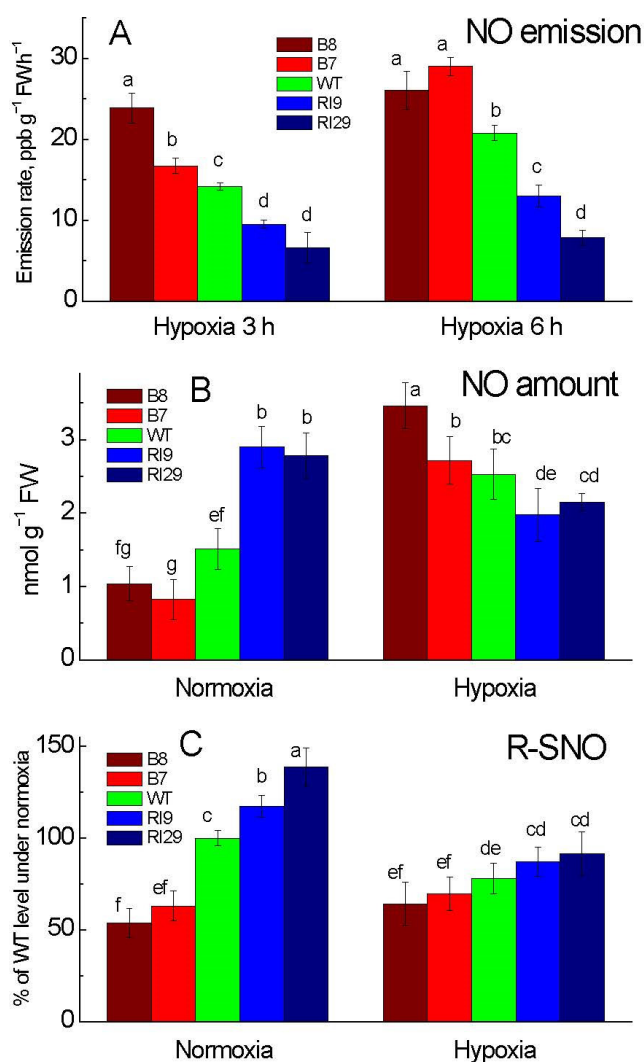 A
NO emission
B8
B7
WT
RI9
RI29
Emission rate, ppb g⁻¹ FWh⁻¹
30
20
10
0
a
b
c
d
d
a
a
b
c
d
Hypoxia 3 h
Hypoxia 6 h
B
NO amount
B8
B7
WT
RI9
RI29
nmol g⁻¹ FW
3
2
1
0
fg
g
ef
b
b
a
b
bc
de
cd
Normoxia
Hypoxia
C
R-SNO
B8
B7
WT
RI9
RI29
% of WT level under normoxia
150
100
50
0
f
ef
c
b
a
ef
ef
de
cd
cd
Normoxia
Hypoxia